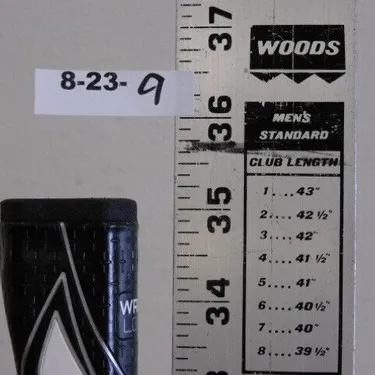 8-23-9
37
36
35
34
WOODS
MEN'S
STANDARD
CLUB LENGTH
1....43"
2....42 1/2"
3....42"
4....41 1/2"
5....41"
6....40 1/2"
7....40"
8....39 1/2"
WR